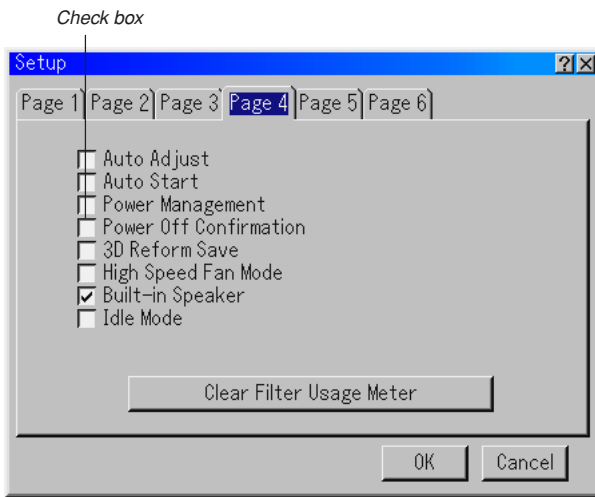 Check box
Setup
Page 1 Page 2 Page 3 Page 4 Page 5 Page 6
Auto Adjust
Auto Start
Power Management
Power Off Confirmation
3D Reform Save
High Speed Fan Mode
Built-in Speaker
Idle Mode
Clear Filter Usage Meter
OK Cancel